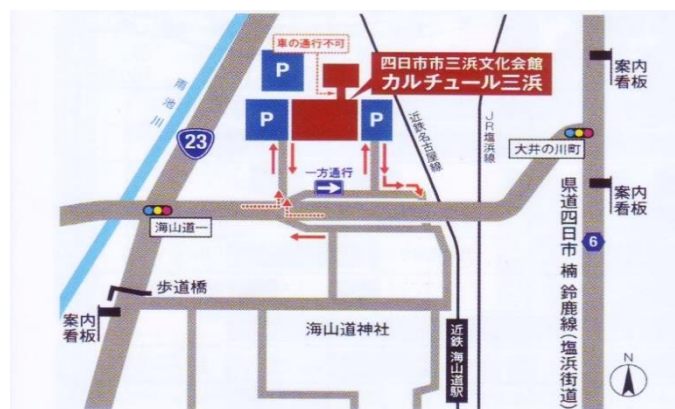 車の通行不可
四日市市三浜文化会館
カルチュール三浜
P
P
P
23
雨池川
一方通行
近鉄名古屋線
JR塩浜線
大井の川町
案内
看板
案内
看板
海山道一
6
県道四日市 楠 鈴鹿線(塩浜街道)
歩道橋
案内
看板
海山道神社
近鉄 海山道駅
N